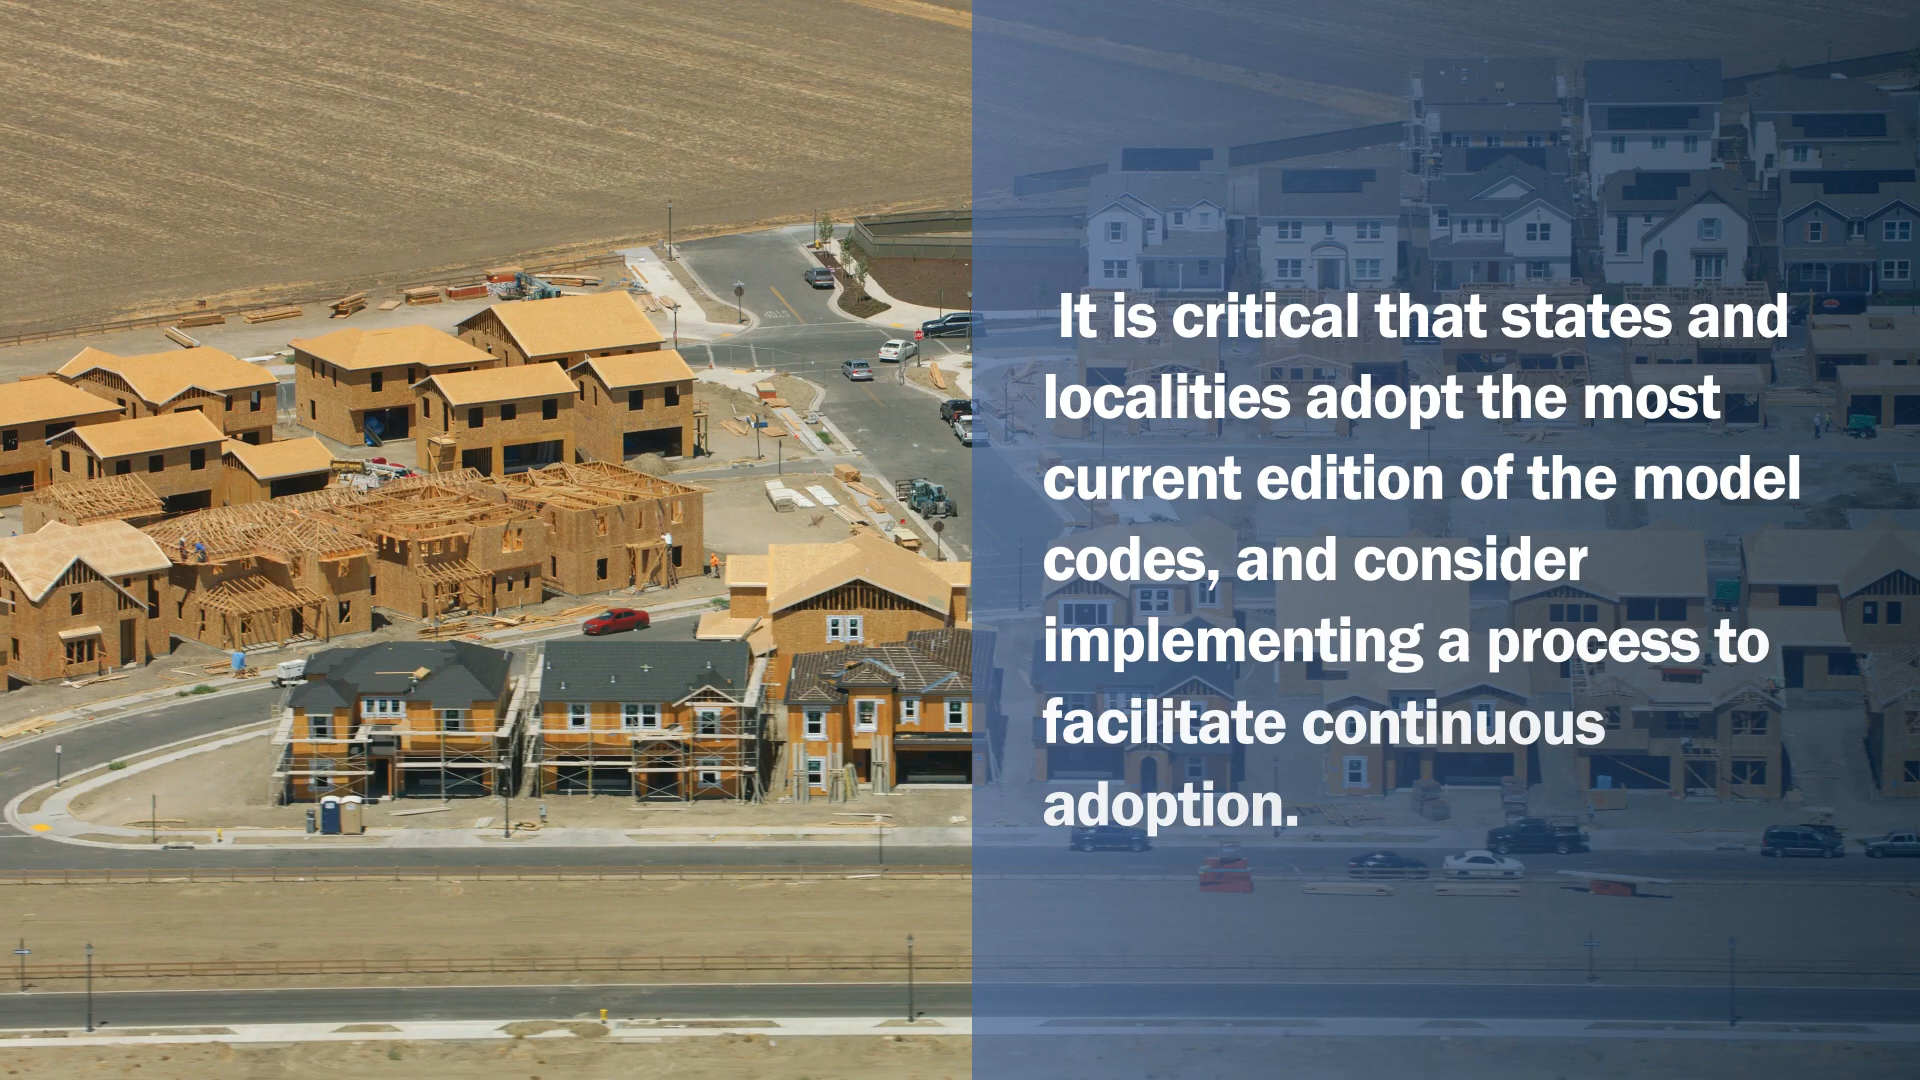 It is critical that states and
localities adopt the most
current edition of the model
codes, and consider
implementing a process to
facilitate continuous
adoption.